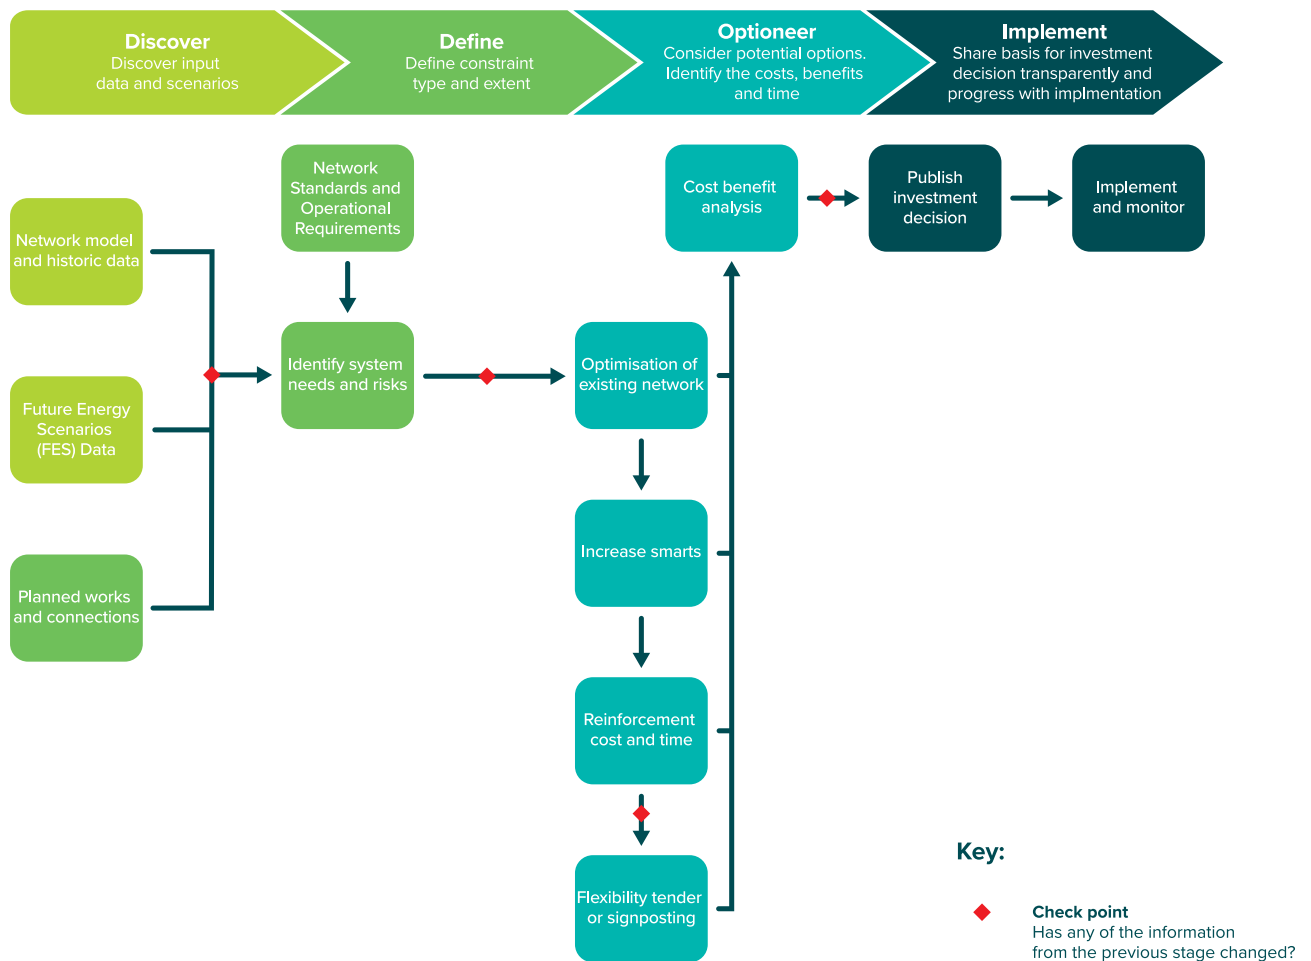 Discover
Discover input
data and scenarios
Define
Define constraint
type and extent
Optioneer
Consider potential options.
Identify the costs, benefits
and time
Implement
Share basis for investment
decision transparently and
progress with implmentation
Network model
and historic data
Future Energy
Scenarios
(FES) Data
Planned works
and connections
Network
Standards and
Operational
Requirements
Identify system
needs and risks
Optimisation of
existing network
Increase smarts
Reinforcement
cost and time
Flexibility tender
or signposting
Cost benefit
analysis
Publish
investment
decision
Implement
and monitor
Key:
Check point
Has any of the information
from the previous stage changed?